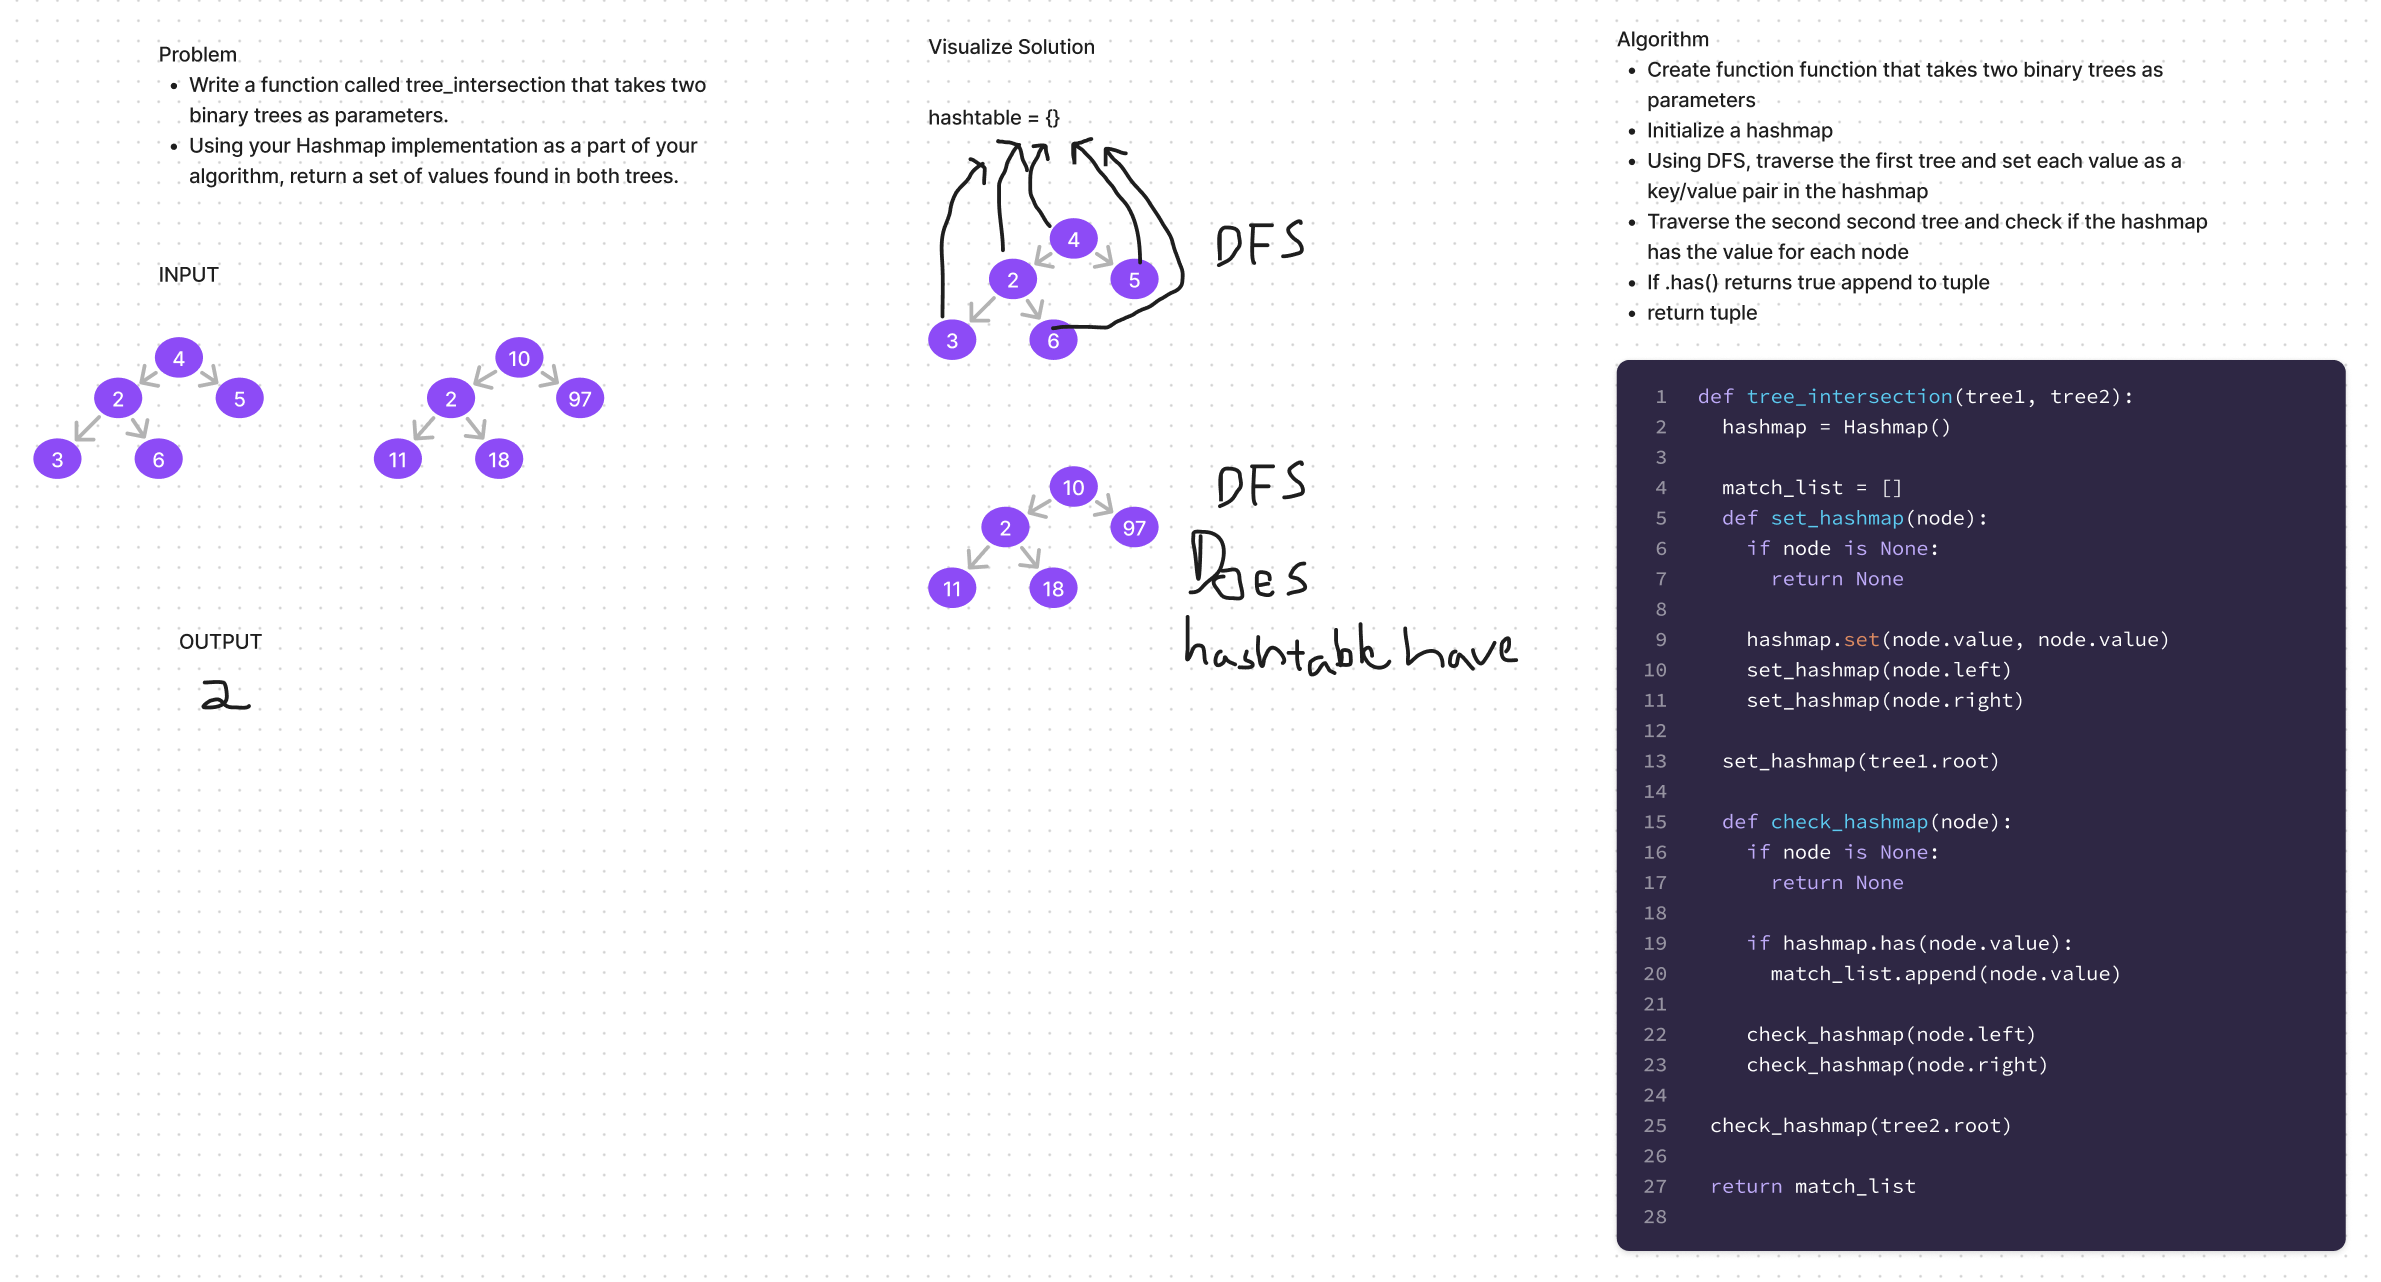 Problem
• Write a function called tree_intersection that takes two
binary trees as parameters.
• Using your Hashmap implementation as a part of your
algorithm, return a set of values found in both trees.
INPUT
4
2 5
3 6
10
2 97
11 18
OUTPUT
2
Visualize Solution
hashtable = {}
4
2 5
3 6
DFS
10
2 97
11 18
DFS
Does
hashtable have
Algorithm
• Create function function that takes two binary trees as
parameters
• Initialize a hashmap
• Using DFS, traverse the first tree and set each value as a
key/value pair in the hashmap
• Traverse the second second tree and check if the hashmap
has the value for each node
• If .has() returns true append to tuple
• return tuple
1 def tree_intersection(tree1, tree2):
2   hashmap = Hashmap()
3
4   match_list = []
5   def set_hashmap(node):
6     if node is None:
7       return None
8
9     hashmap.set(node.value, node.value)
10     set_hashmap(node.left)
11     set_hashmap(node.right)
12
13   set_hashmap(tree1.root)
14
15   def check_hashmap(node):
16     if node is None:
17       return None
18
19     if hashmap.has(node.value):
20       match_list.append(node.value)
21
22     check_hashmap(node.left)
23     check_hashmap(node.right)
24
25  check_hashmap(tree2.root)
26
27  return match_list
28